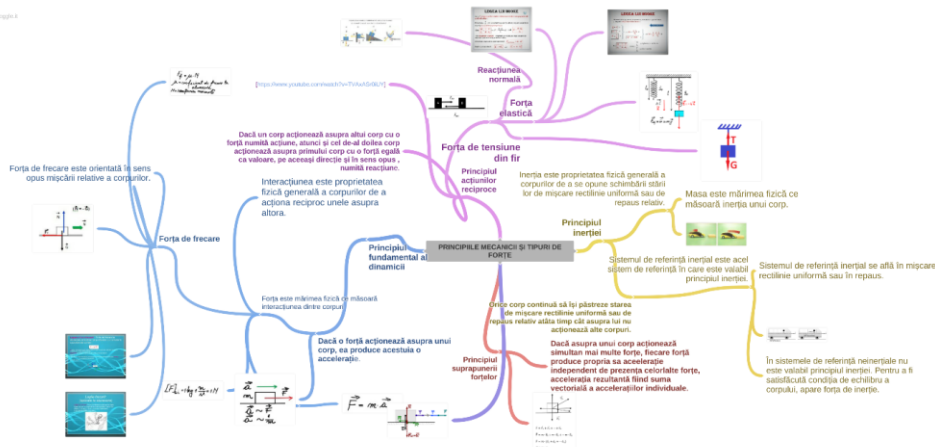 oggle it
LEGEA LUI HOOKE
LEGEA LUI HOOKE
Reacțiunea
normală
Forța
elastică
Forța de tensiune
din fir
Principiul
acțiunilor
reciproce
Dacă un corp acționează asupra altui corp cu o
forță numită acțiune, atunci și cel de-al doilea corp
acționează asupra primului corp cu o forță egală
ca valoare, pe aceeași direcție și în sens opus ,
numită reacțiune.
T
G
Forța de frecare este orientată în sens
opus mișcării relative a corpurilor.
Forța de frecare
Interacțiunea este proprietatea
fizică generală a corpurilor de a
acționa reciproc unele asupra
altora.
Principiul
fundamental al
dinamicii
PRINCIPIILE MECANICII ȘI TIPURI DE
FORȚE
Inerția este proprietatea fizică generală a
corpurilor de a se opune schimbării stării
lor de mișcare rectilinie uniformă sau de
repaus relativ.
Masa este mărimea fizică ce
măsoară inerția unui corp.
Principiul
inerției
Sistemul de referință inerțial este acel
sistem de referință în care este valabil
principiul inerției.
Sistemul de referință inerțial se află în mișcare
rectilinie uniformă sau în repaus.
Forța este mărimea fizică ce măsoară
interacțiunea dintre corpuri
Orice corp continuă să își păstreze starea
de mișcare rectilinie uniformă sau de
repaus relativ atâta timp cât asupra lui nu
acționează alte corpuri.
Dacă o forță acționează asupra unui
corp, ea produce acestuia o
accelerație.
Principiul
suprapunerii
forțelor
Dacă asupra unui corp acționează
simultan mai multe forțe, fiecare forță
produce propria sa accelerație
independent de prezența celorlalte forțe,
accelerația rezultantă fiind suma
vectorială a accelerațiilor individuale.
În sistemele de referință neinerțiale nu
este valabil principiul inerției. Pentru a fi
satisfăcută condiția de echilibru a
corpului, apare forța de inerție.
F = m a